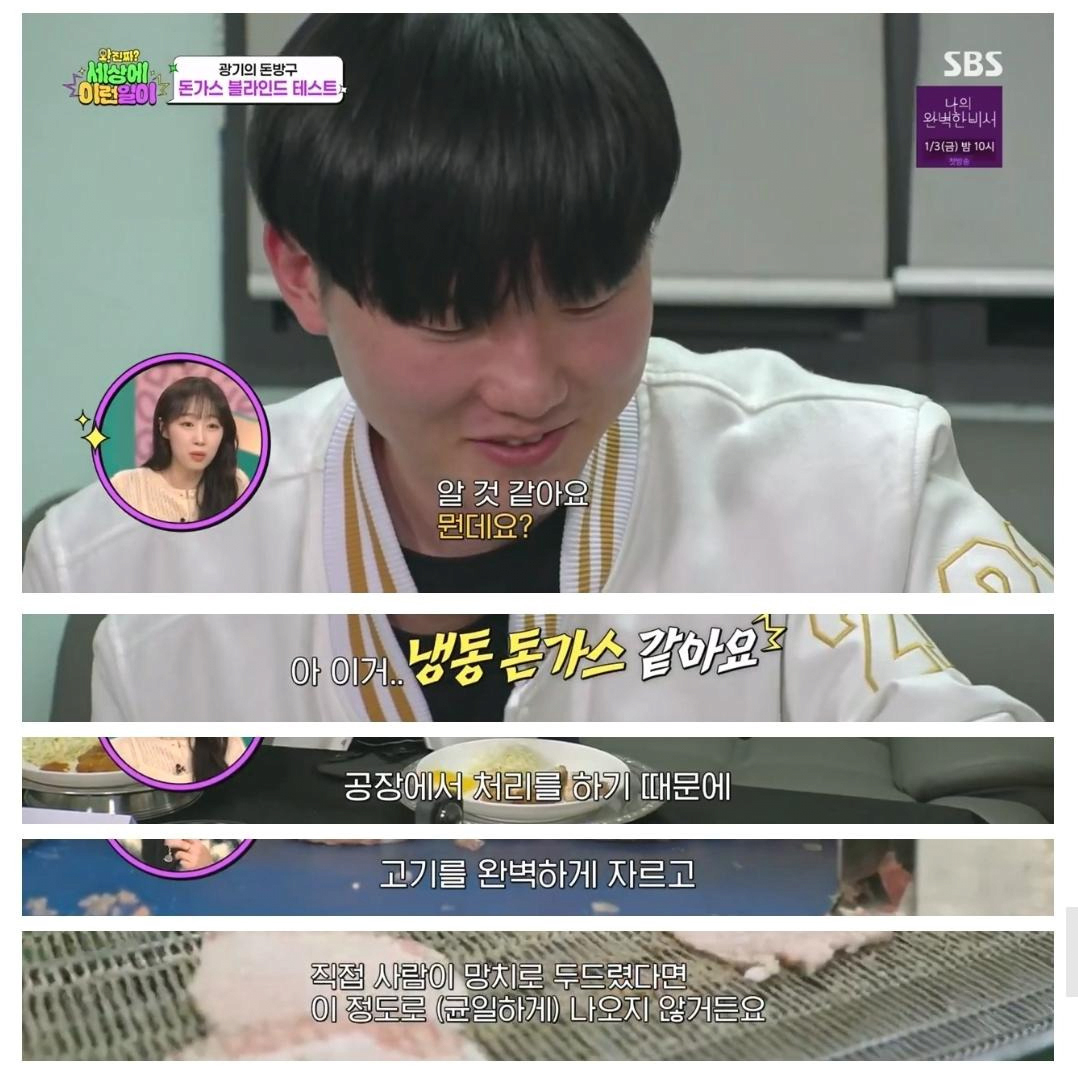 와진짜?
세상에
이런일이
광기의 돈방구
돈가스 블라인드 테스트
SBS
나의
완벽한비서
1/3(금) 밤 10시
첫방송
알 것 같아요
뭔데요?
아 이거.. 냉동 돈가스 같아요
공장에서 처리를 하기 때문에
고기를 완벽하게 자르고
직접 사람이 망치로 두드렸다면
이 정도로 (균일하게) 나오지 않거든요